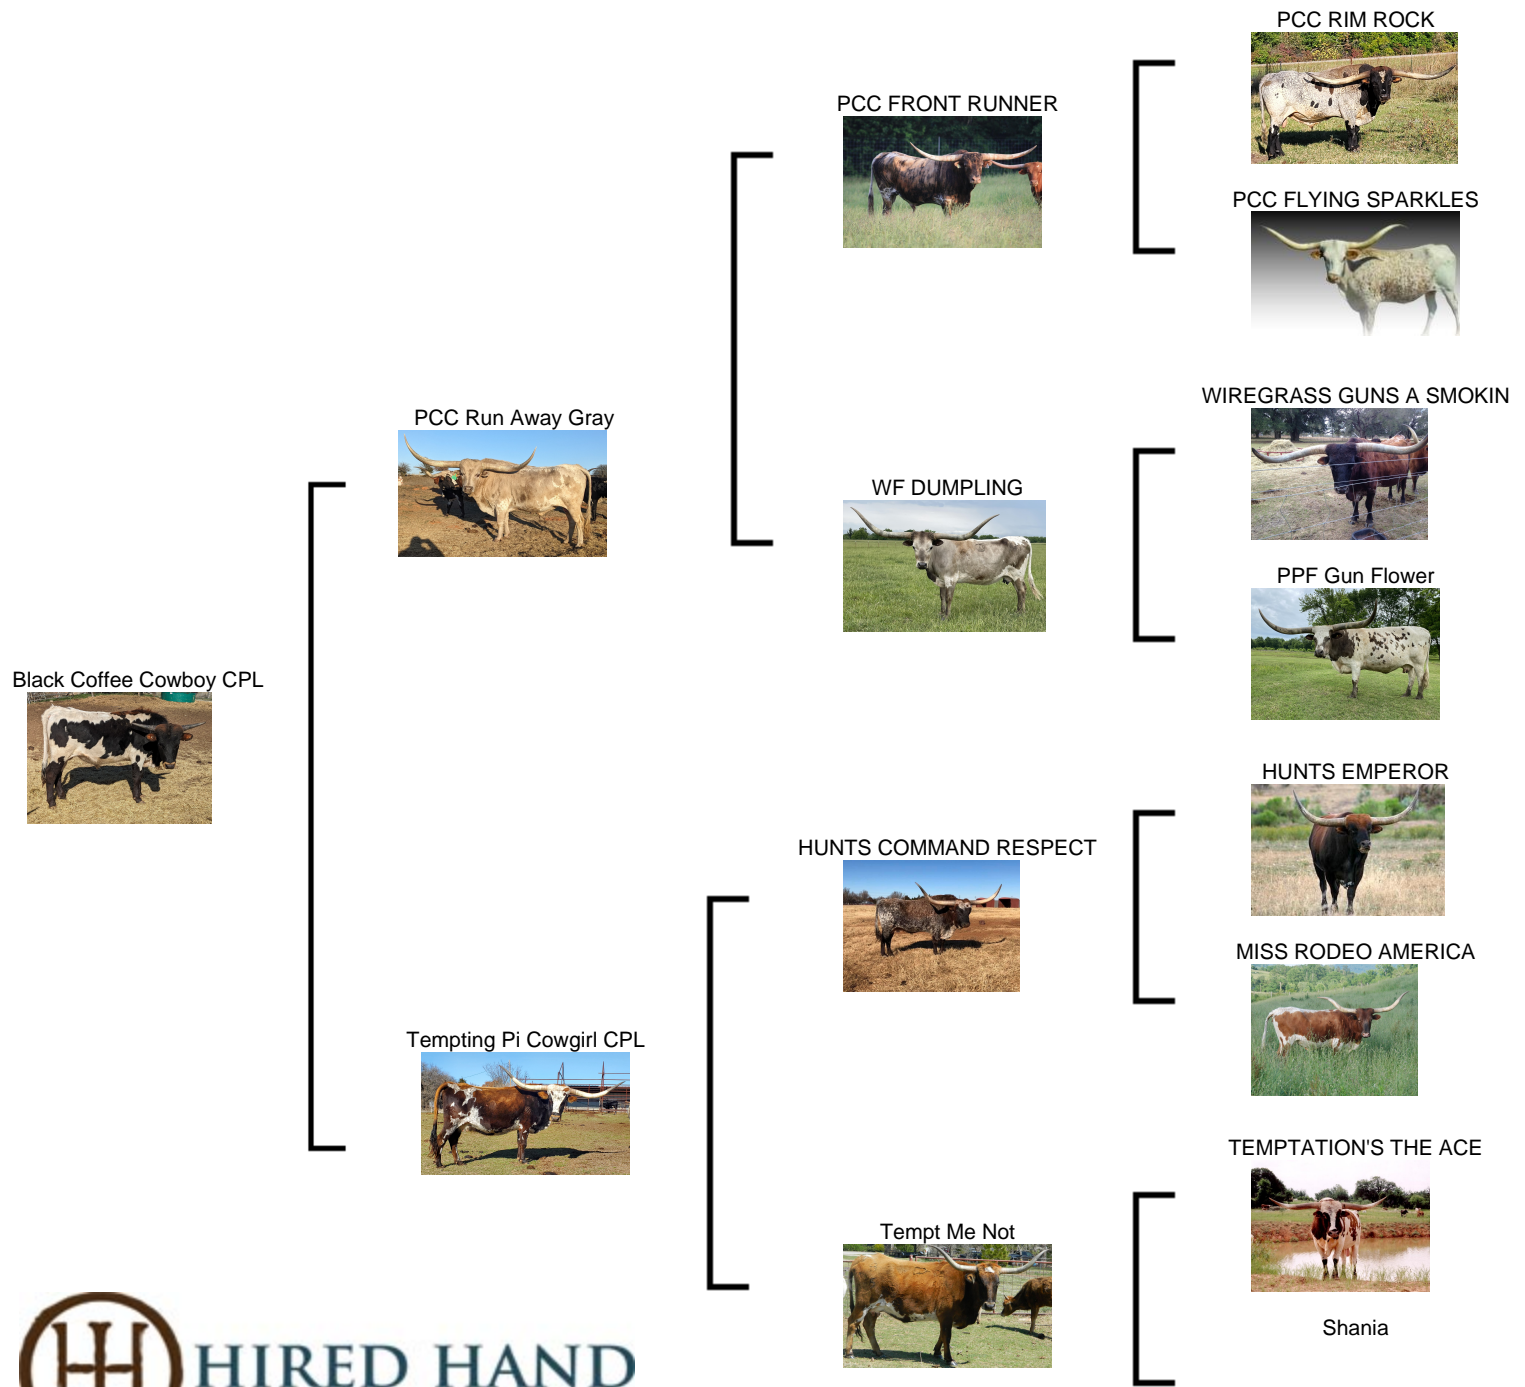 PCC RIM ROCK
PCC FRONT RUNNER
PCC FLYING SPARKLES
WIREGRASS GUNS A SMOKIN
PCC Run Away Gray
WF DUMPLING
PPF Gun Flower
Black Coffee Cowboy CPL
HUNTS EMPEROR
HUNTS COMMAND RESPECT
MISS RODEO AMERICA
Tempting Pi Cowgirl CPL
TEMPTATION'S THE ACE
Tempt Me Not
Shania
HIRED HAND